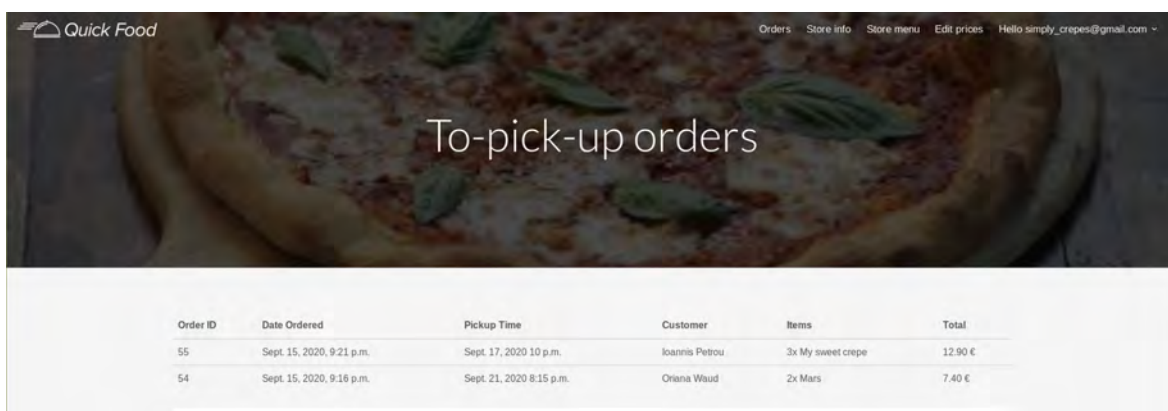 Quick Food Orders Store info Store menu Edit prices Hello simply_crepes@gmail.com
To-pick-up orders
Order ID Date Ordered Pickup Time Customer Items Total
55 Sept. 15, 2020, 9:21 p.m. Sept. 17, 2020 10 p.m. Ioannis Petrou 3x My sweet crepe 12.90 €
54 Sept. 15, 2020, 9:16 p.m. Sept. 21, 2020 8:15 p.m. Oriana Waud 2x Mars 7.40 €